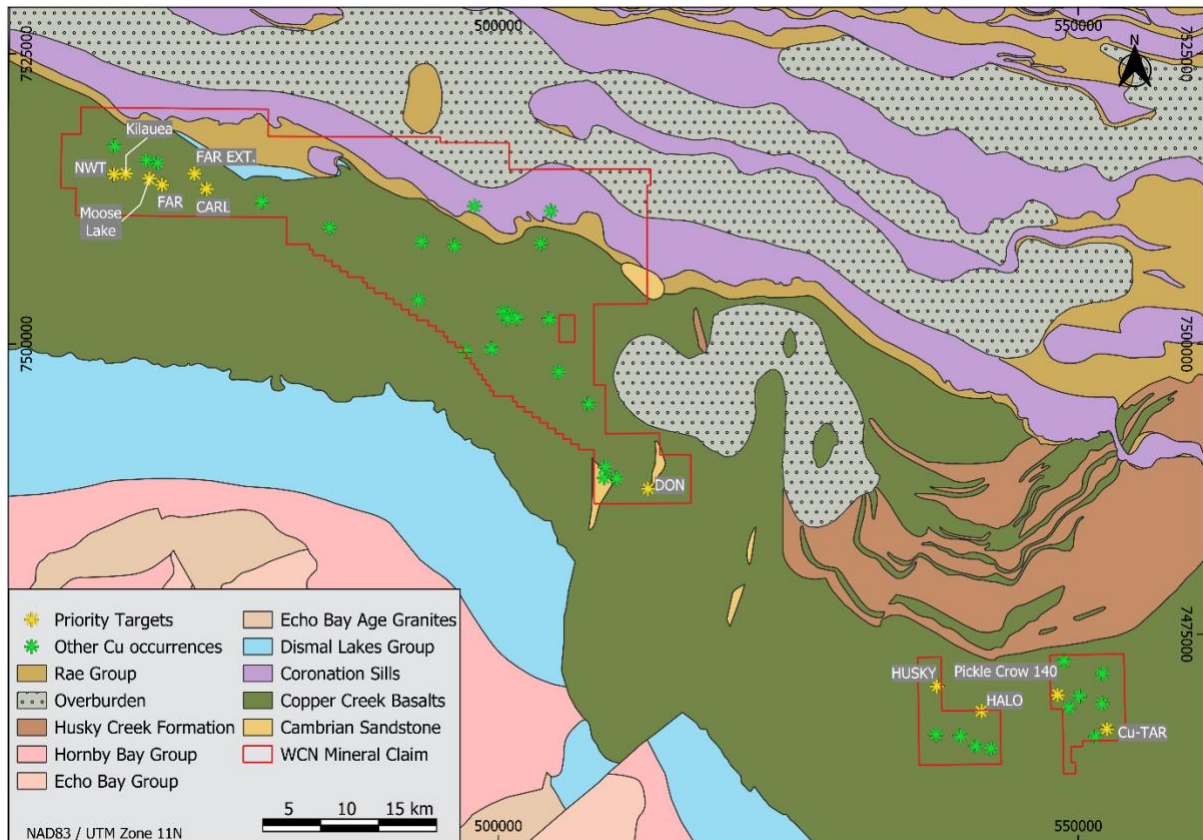 500000
550000
7525000
7525000
N
Kilauea
NWT
FAR EXT.
Moose
Lake
FAR
CARL
7500000
7500000
DON
7475000
HUSKY
Pickle Crow 140
HALO
Cu-TAR
Priority Targets
Other Cu occurrences
Rae Group
Overburden
Husky Creek Formation
Hornby Bay Group
Echo Bay Group
Echo Bay Age Granites
Dismal Lakes Group
Coronation Sills
Copper Creek Basalts
Cambrian Sandstone
WCN Mineral Claim
5 10 15 km
NAD83 / UTM Zone 11N
500000
550000